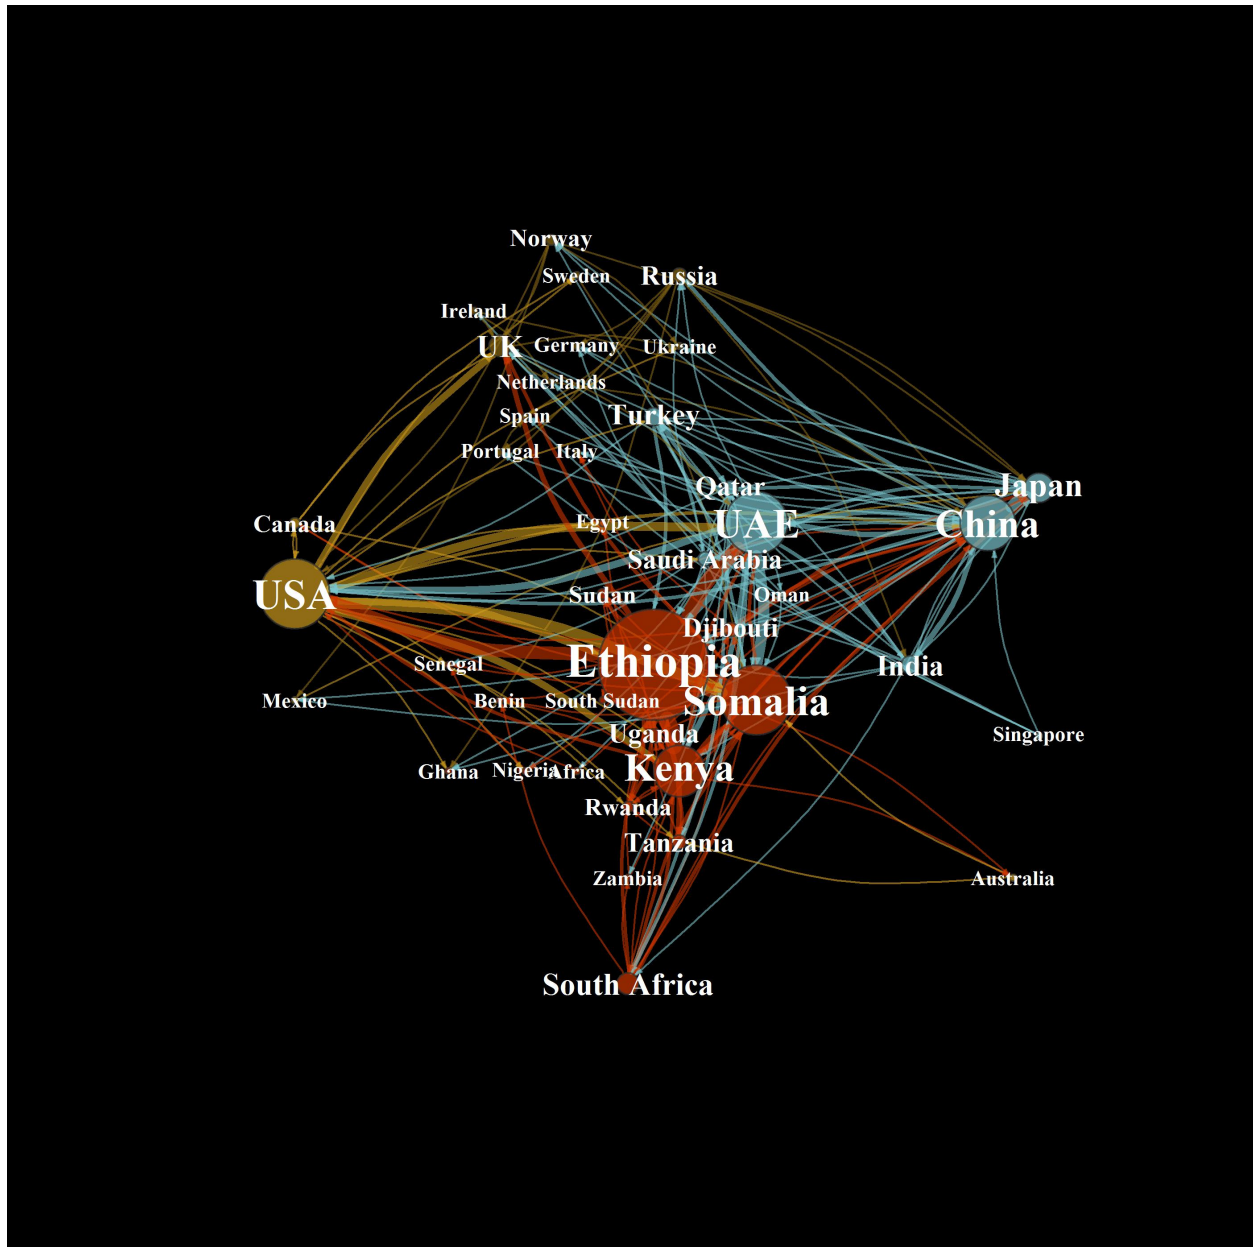 Norway
Sweden
Russia
Ireland
UK
Germany
Ukraine
Netherlands
Spain
Turkey
Portugal
Italy
Qatar
Japan
Canada
Egypt
UAE
China
Saudi Arabia
USA
Sudan
Oman
Djibouti
Senegal
Ethiopia
India
Mexico
Benin
South Sudan
Somalia
Uganda
Singapore
Ghana
Nigeria
Africa
Kenya
Rwanda
Tanzania
Zambia
Australia
South Africa